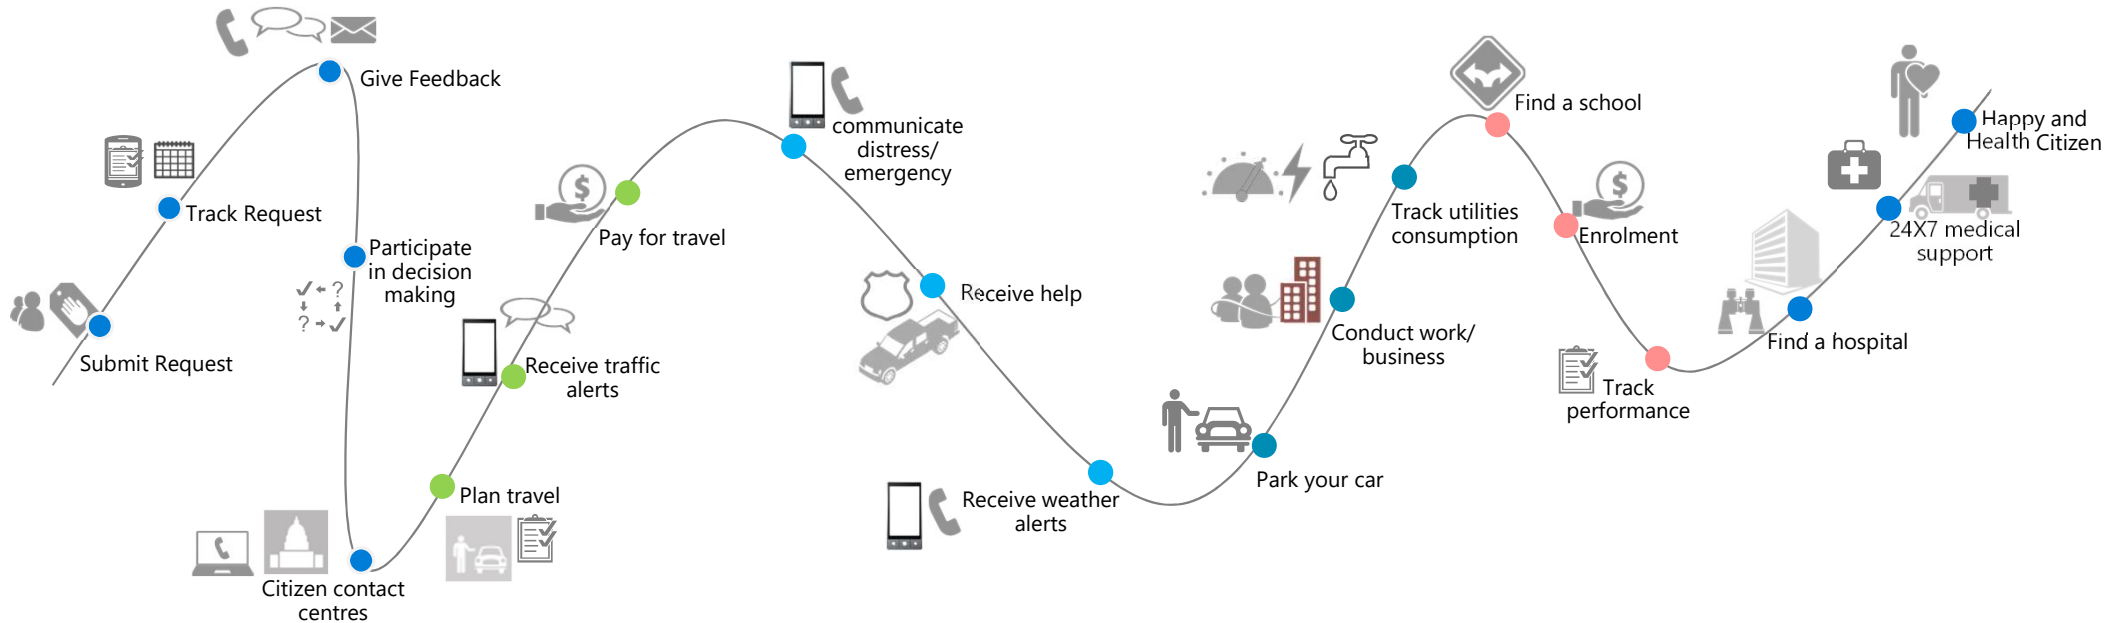 Give Feedback
Track Request
Participate
in decision
making
Submit Request
Citizen contact
centres
Plan travel
Receive traffic
alerts
Pay for travel
communicate
distress/
emergency
Receive help
Receive weather
alerts
Park your car
Conduct work/
business
Track utilities
consumption
Find a school
Enrolment
Track
performance
Find a hospital
24X7 medical
support
Happy and
Health Citizen